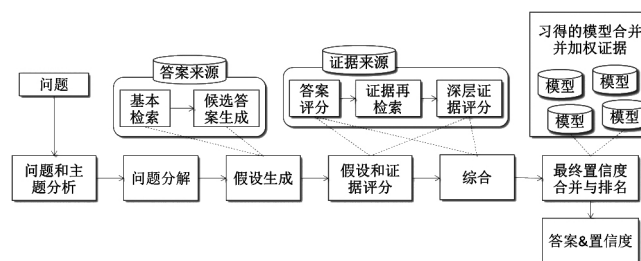 习得的模型合并
并加权证据
答案来源
证据来源
问题
基本
检索
候选答
案生成
答案
评分
证据再
检索
深层证
据评分
模型
模型
模型
模型
问题和主
题分析
问题分解
假设生成
假设和证
据评分
综合
最终置信度
合并与排名
答案&置信度